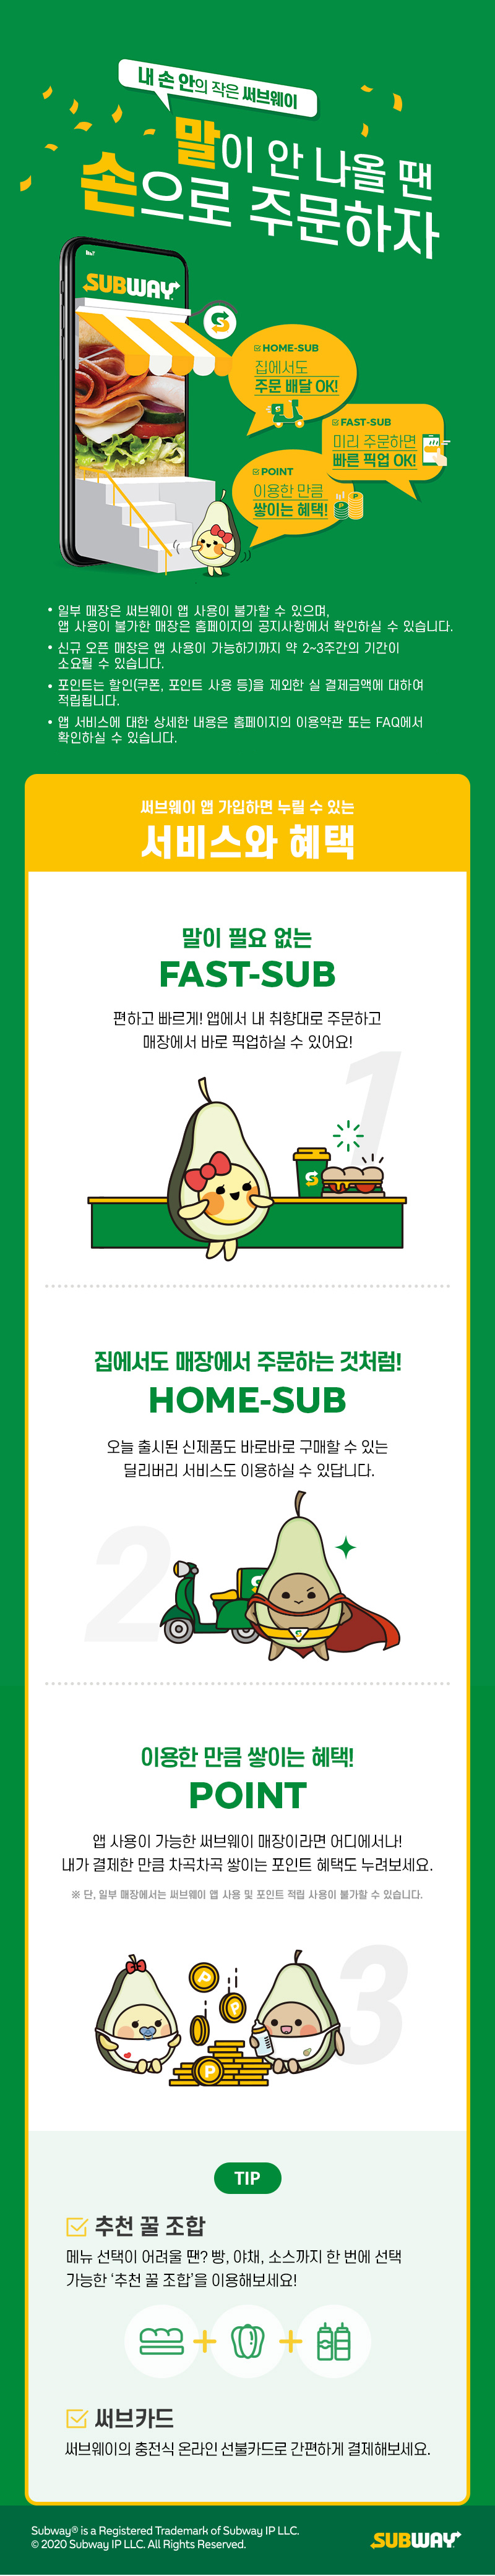 내 손 안의 작은 써브웨이
말이 안 나올 땐
손으로 주문하자
SUBWAY
HOME-SUB
집에서도
주문 배달 OK!
FAST-SUB
미리 주문하면
빠른 픽업 OK!
POINT
이용한 만큼
쌓이는 혜택!
• 일부 매장은 써브웨이 앱 사용이 불가할 수 있으며,
앱 사용이 불가한 매장은 홈페이지의 공지사항에서 확인하실 수 있습니다.
• 신규 오픈 매장은 앱 사용이 가능하기까지 약 2~3주간의 기간이
소요될 수 있습니다.
• 포인트는 할인(쿠폰, 포인트 사용 등)을 제외한 실 결제금액에 대하여
적립됩니다.
• 앱 서비스에 대한 상세한 내용은 홈페이지의 이용약관 또는 FAQ에서
확인하실 수 있습니다.
써브웨이 앱 가입하면 누릴 수 있는
서비스와 혜택
말이 필요 없는
FAST-SUB
편하고 빠르게! 앱에서 내 취향대로 주문하고
매장에서 바로 픽업하실 수 있어요!
1
집에서도 매장에서 주문하는 것처럼!
HOME-SUB
오늘 출시된 신제품도 바로바로 구매할 수 있는
딜리버리 서비스도 이용하실 수 있답니다.
2
이용한 만큼 쌓이는 혜택!
POINT
앱 사용이 가능한 써브웨이 매장이라면 어디에서나!
내가 결제한 만큼 차곡차곡 쌓이는 포인트 혜택도 누려보세요.
※ 단, 일부 매장에서는 써브웨이 앱 사용 및 포인트 적립 사용이 불가할 수 있습니다.
3
P
P
P
TIP
추천 꿀 조합
메뉴 선택이 어려울 땐? 빵, 야채, 소스까지 한 번에 선택
가능한 ‘추천 꿀 조합’을 이용해보세요!
써브카드
써브웨이의 충전식 온라인 선불카드로 간편하게 결제해보세요.
Subway® is a Registered Trademark of Subway IP LLC.
© 2020 Subway IP LLC. All Rights Reserved.
SUBWAY